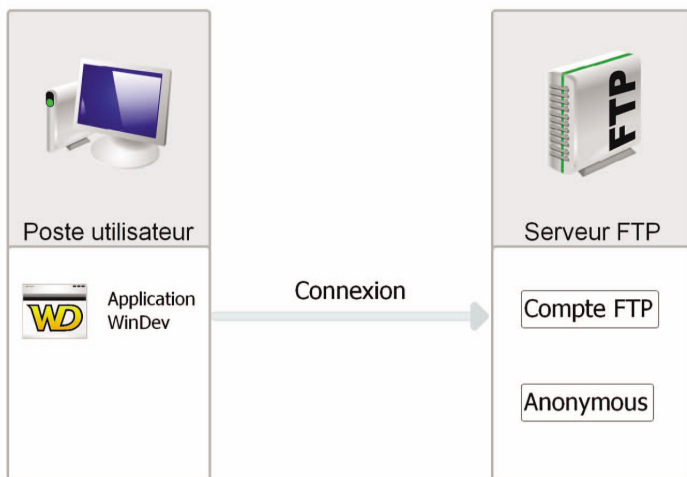 FTP
Poste utilisateur
Serveur FTP
WD
Application
WinDev
Connexion
Compte FTP
Anonymous